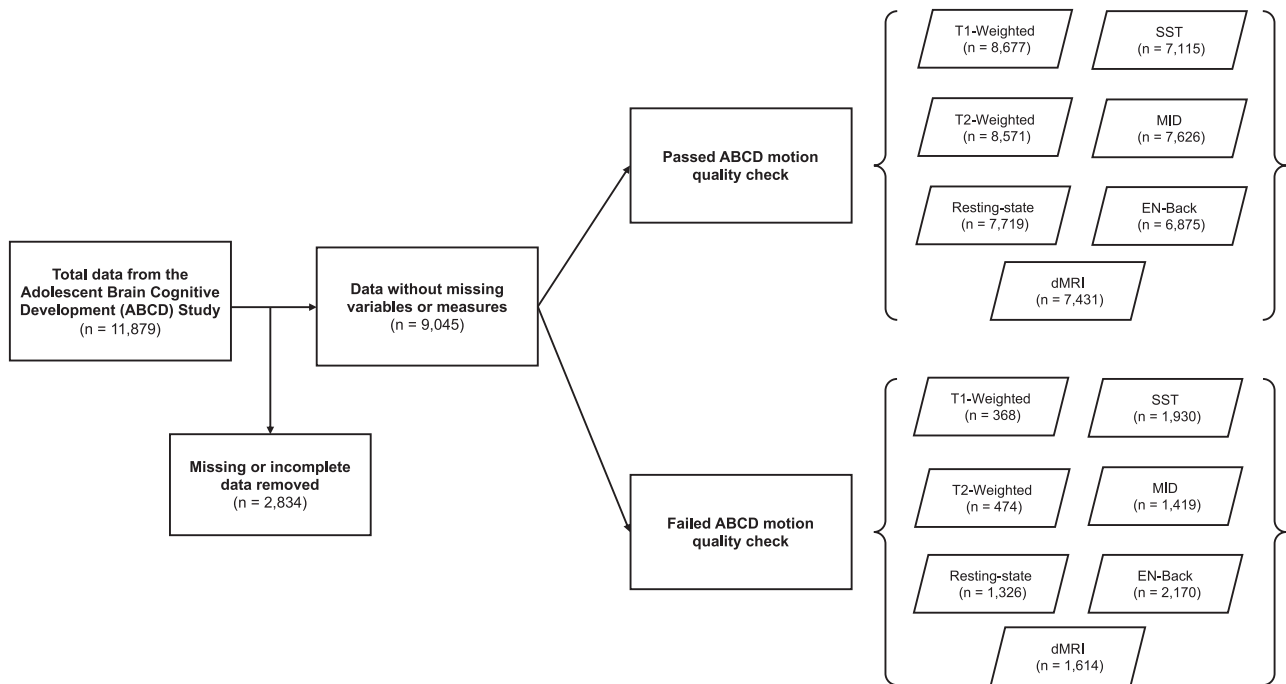 Total data from the
Adolescent Brain Cognitive
Development (ABCD) Study
(n = 11,879)
Missing or incomplete
data removed
(n = 2,834)
Data without missing
variables or measures
(n = 9,045)
Passed ABCD motion
quality check
T1-Weighted
(n = 8,677)
SST
(n = 7,115)
T2-Weighted
(n = 8,571)
MID
(n = 7,626)
Resting-state
(n = 7,719)
EN-Back
(n = 6,875)
dMRI
(n = 7,431)
Failed ABCD motion
quality check
T1-Weighted
(n = 368)
SST
(n = 1,930)
T2-Weighted
(n = 474)
MID
(n = 1,419)
Resting-state
(n = 1,326)
EN-Back
(n = 2,170)
dMRI
(n = 1,614)